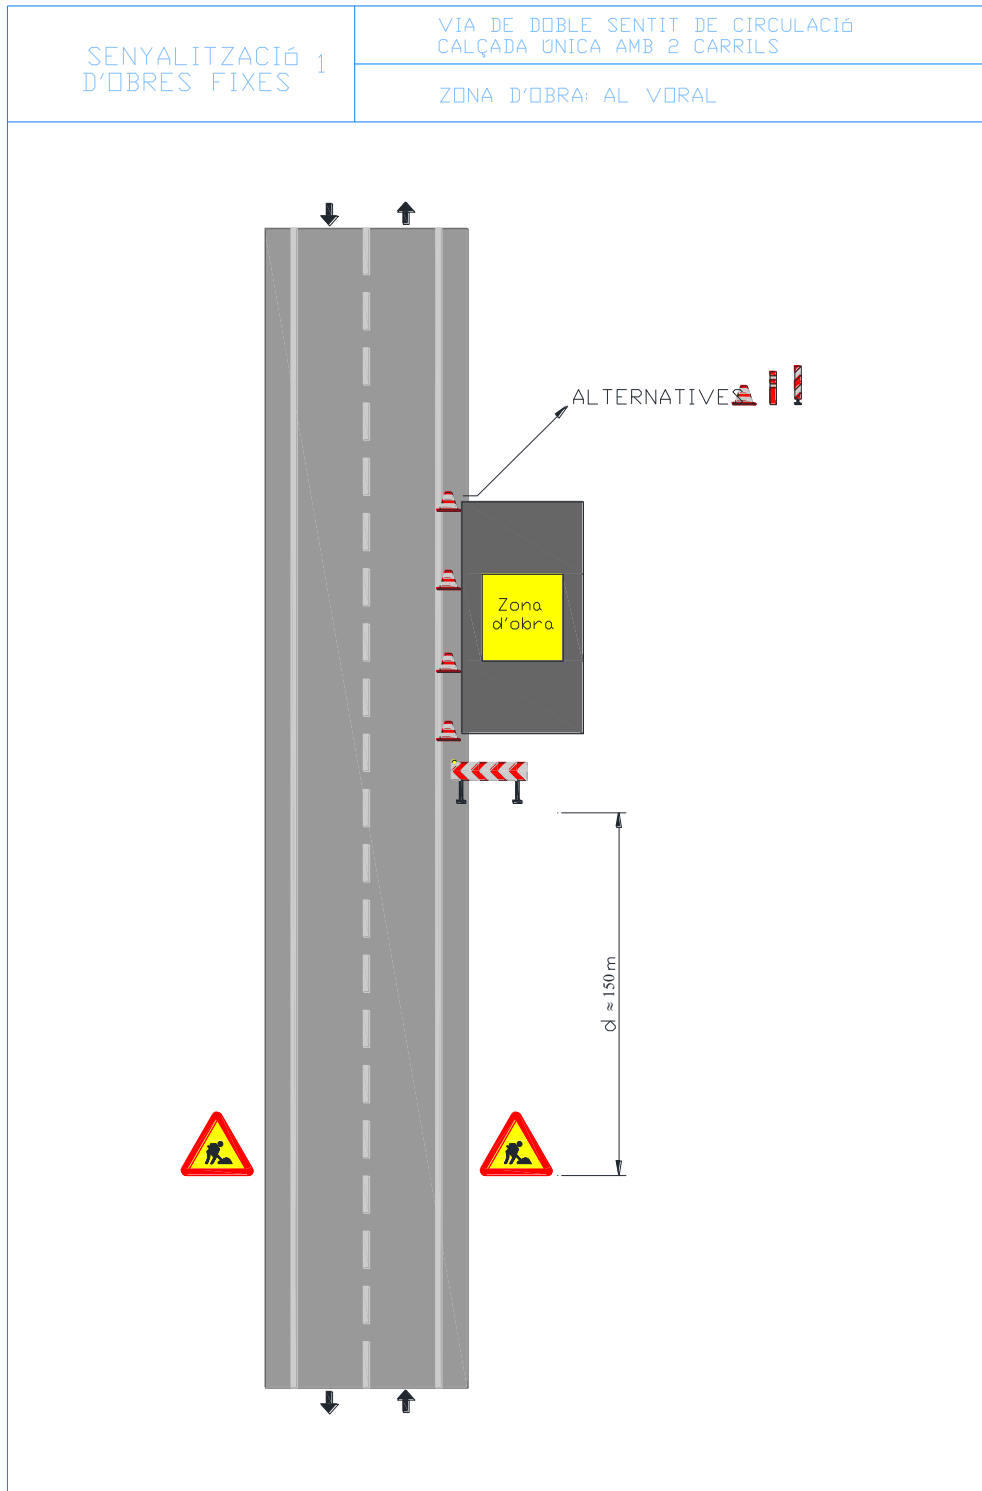 SENYALITZACIÓ 1
D'OBRES FIXES
VIA DE DOBLE SENTIT DE CIRCULACIÓ
CALÇADA ÚNICA AMB 2 CARRILS
ZONA D'OBRA: AL VORAL
ALTERNATIVES
Zona
d'obra
d ≈ 150 m